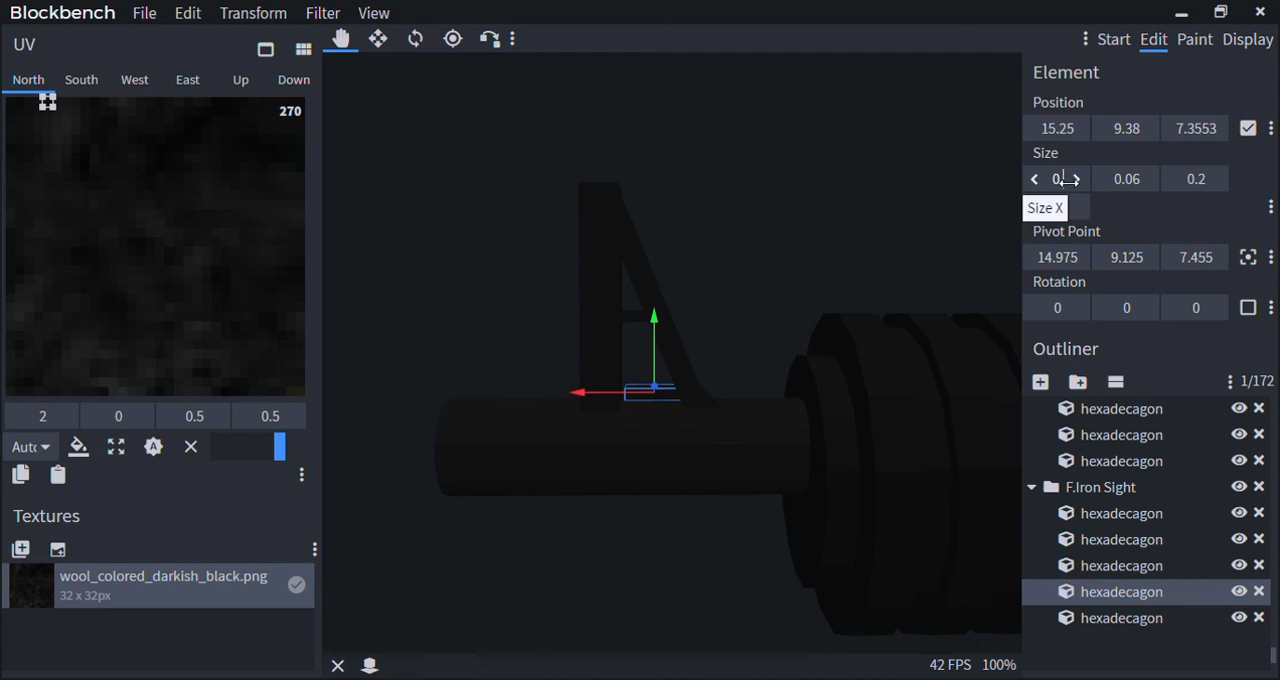 Blockbench File Edit Transform Filter View
UV
Start Edit Paint Display
North South West East Up Down
270
Element
Position
15.25 9.38 7.3553
Size
0.06 0.2
Size X
Pivot Point
14.975 9.125 7.455
Rotation
0 0 0
Outliner
1/172
hexadecagon
hexadecagon
hexadecagon
F.Iron Sight
hexadecagon
hexadecagon
hexadecagon
hexadecagon
hexadecagon
2 0 0.5 0.5
Textures
wool_colored_darkish_black.png
32 x 32px
42 FPS 100%